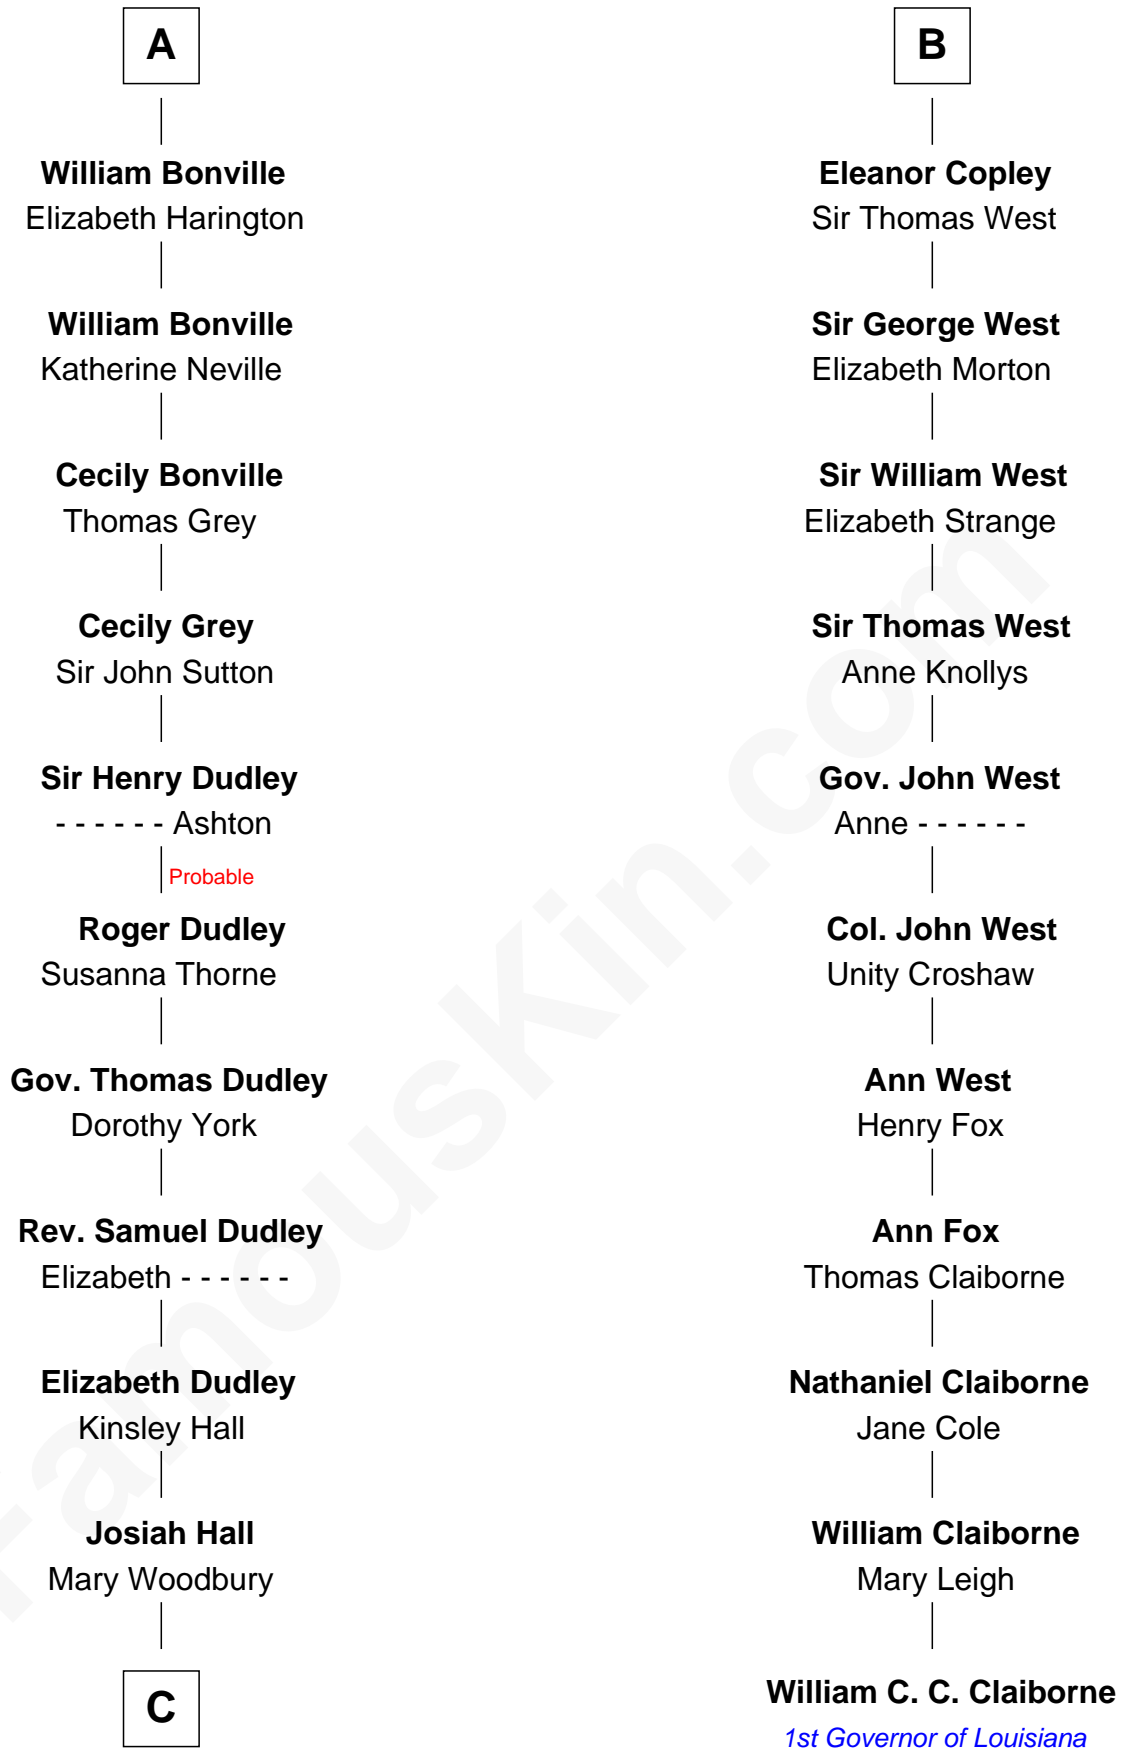 A
William Bonville
Elizabeth Harington
William Bonville
Katherine Neville
Cecily Bonville
Thomas Grey
Cecily Grey
Sir John Sutton
Sir Henry Dudley
- - - - - - Ashton
Probable
Roger Dudley
Susanna Thorne
Gov. Thomas Dudley
Dorothy York
Rev. Samuel Dudley
Elizabeth - - - - - -
Elizabeth Dudley
Kinsley Hall
Josiah Hall
Mary Woodbury
C
B
Eleanor Copley
Sir Thomas West
Sir George West
Elizabeth Morton
Sir William West
Elizabeth Strange
Sir Thomas West
Anne Knollys
Gov. John West
Anne - - - - - -
Col. John West
Unity Croshaw
Ann West
Henry Fox
Ann Fox
Thomas Claiborne
Nathaniel Claiborne
Jane Cole
William Claiborne
Mary Leigh
William C. C. Claiborne
1st Governor of Louisiana
FamousKin.com